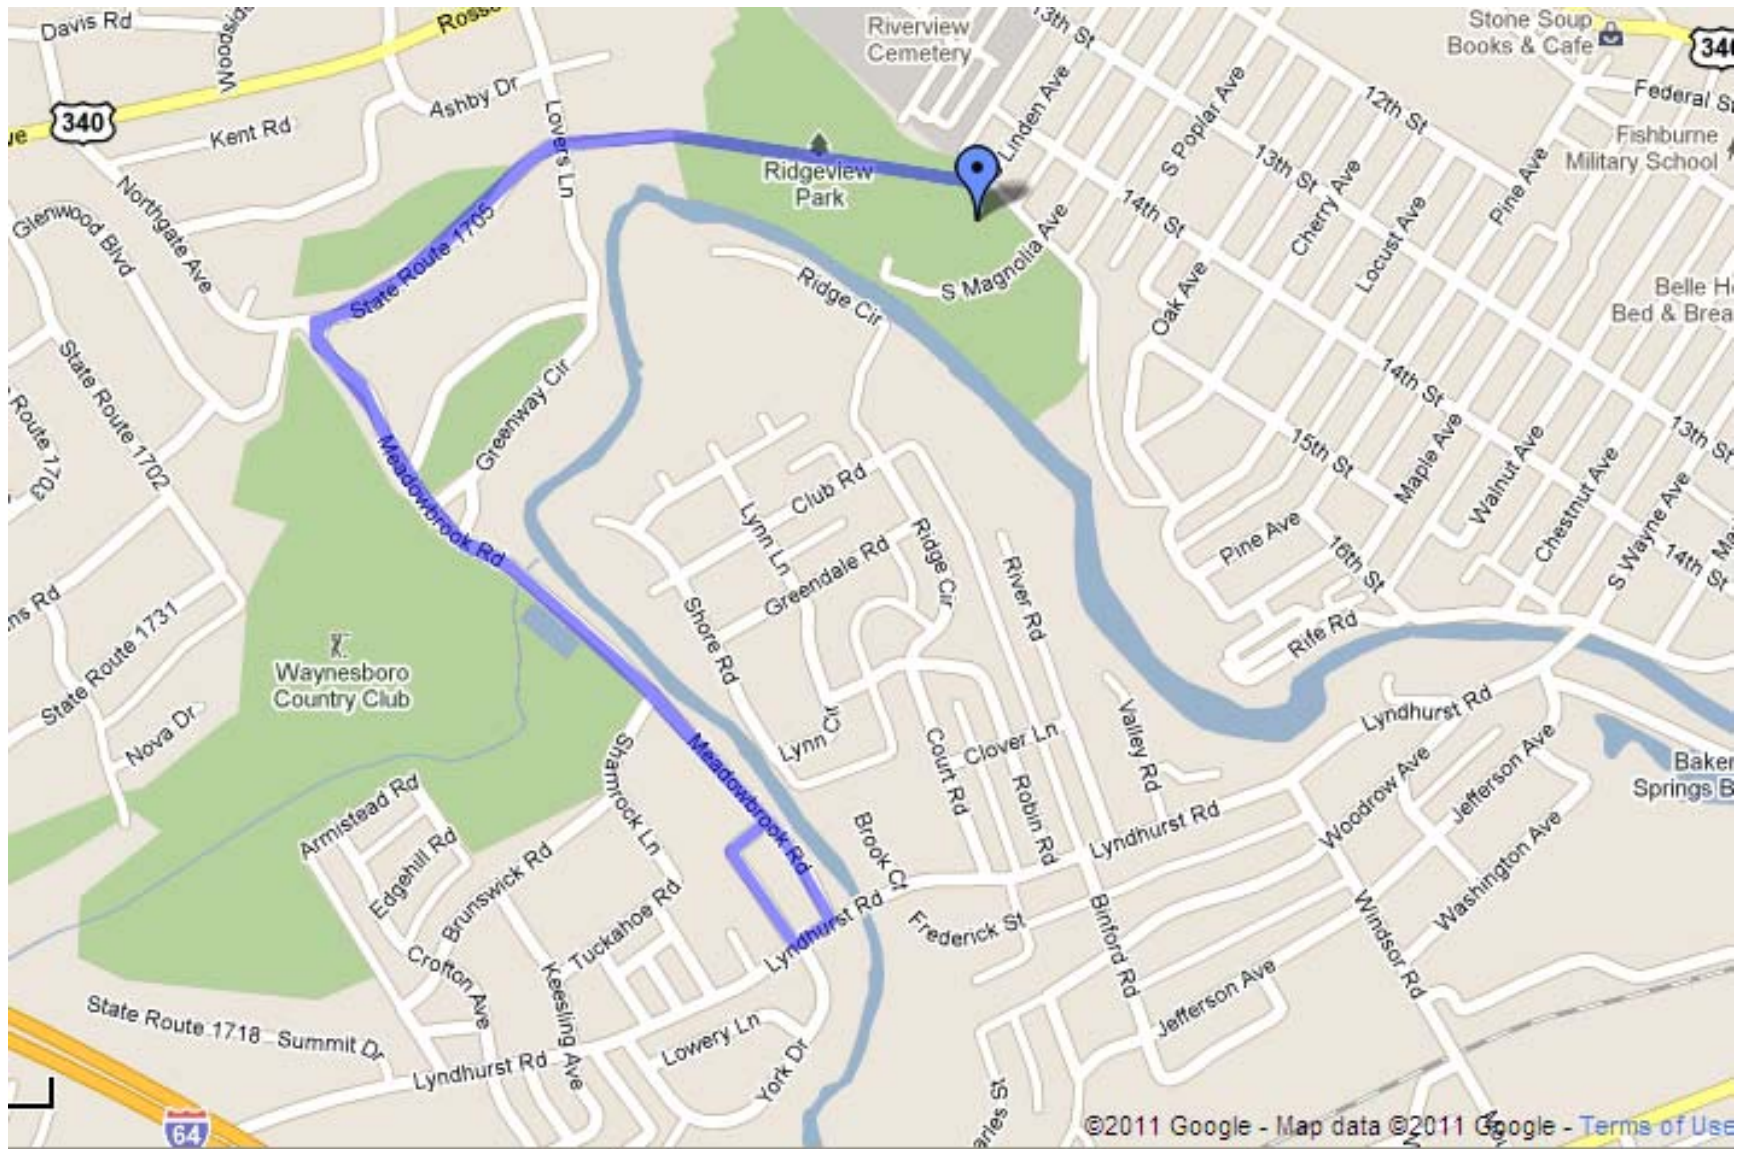 Davis Rd
Woodside
Ross
340
ve
Kent Rd
Ashby Dr
Lovers Ln
Riverview
Cemetery
13th St
Linden Ave
S Poplar Ave
12th St
Stone Soup
Books & Cafe
340
Federal S
Fishburne
Military School
Northgate Ave
Glenwood Blvd
State Route 1705
Ridgeview
Park
14th St
13th St
Cherry Ave
Pine Ave
Locust Ave
S Magnolia Ave
Ridge Cir
Oak Ave
Belle H
Bed & Brea
State Route 1702
Route 1703
Meadowbrook Rd
Greenway Cir
14th St
15th St
Maple Ave
Walnut Ave
Chestnut Ave
13th St
S Wayne Ave
14th St
Ma
Club Rd
Lynn Ln
Greendale Rd
Ridge Cir
Pine Ave
16th St
River Rd
Shore Rd
Rife Rd
ns Rd
State Route 1731
Nova Dr
Waynesboro
Country Club
Shamrock Ln
Meadowbrook Rd
Lynn Cir
Court Rd
Clover Ln
Robin Rd
Valley Rd
Lyndhurst Rd
Baker
Springs B
Armistead Rd
Edgehill Rd
Brunswick Rd
Tuckahoe Rd
Brook Ct
Lyndhurst Rd
Woodrow Ave
Jefferson Ave
Washington Ave
Lyndhurst Rd
Frederick St
Binford Rd
Windsor Rd
Crofton Ave
Keesling Ave
State Route 1718
Summit Dr
Lyndhurst Rd
Lowery Ln
York Dr
Jefferson Ave
arles St
64
©2011 Google - Map data ©2011 Google - Terms of Use